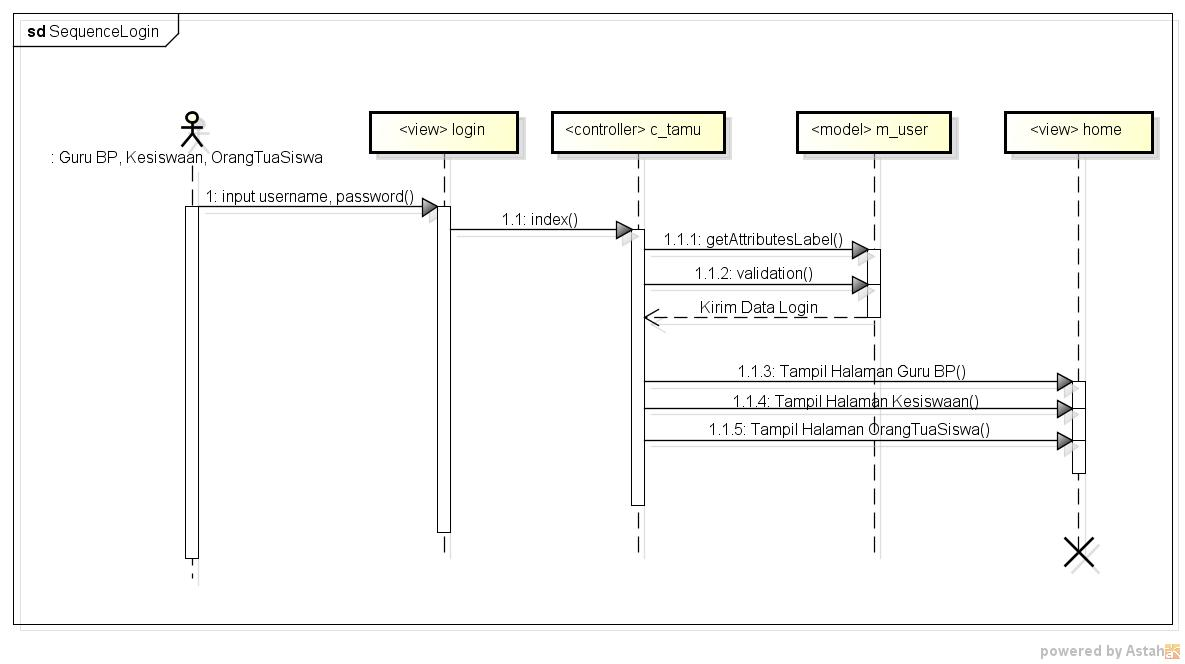 sd SequenceLogin
: Guru BP, Kesiswaan, OrangTuaSiswa
<view> login
<controller> c_tamu
<model> m_user
<view> home
1: input username, password()
1.1: index()
1.1.1: getAttributesLabel()
1.1.2: validation()
Kirim Data Login
1.1.3: Tampil Halaman Guru BP()
1.1.4: Tampil Halaman Kesiswaan()
1.1.5: Tampil Halaman OrangTuaSiswa()
powered by Astah